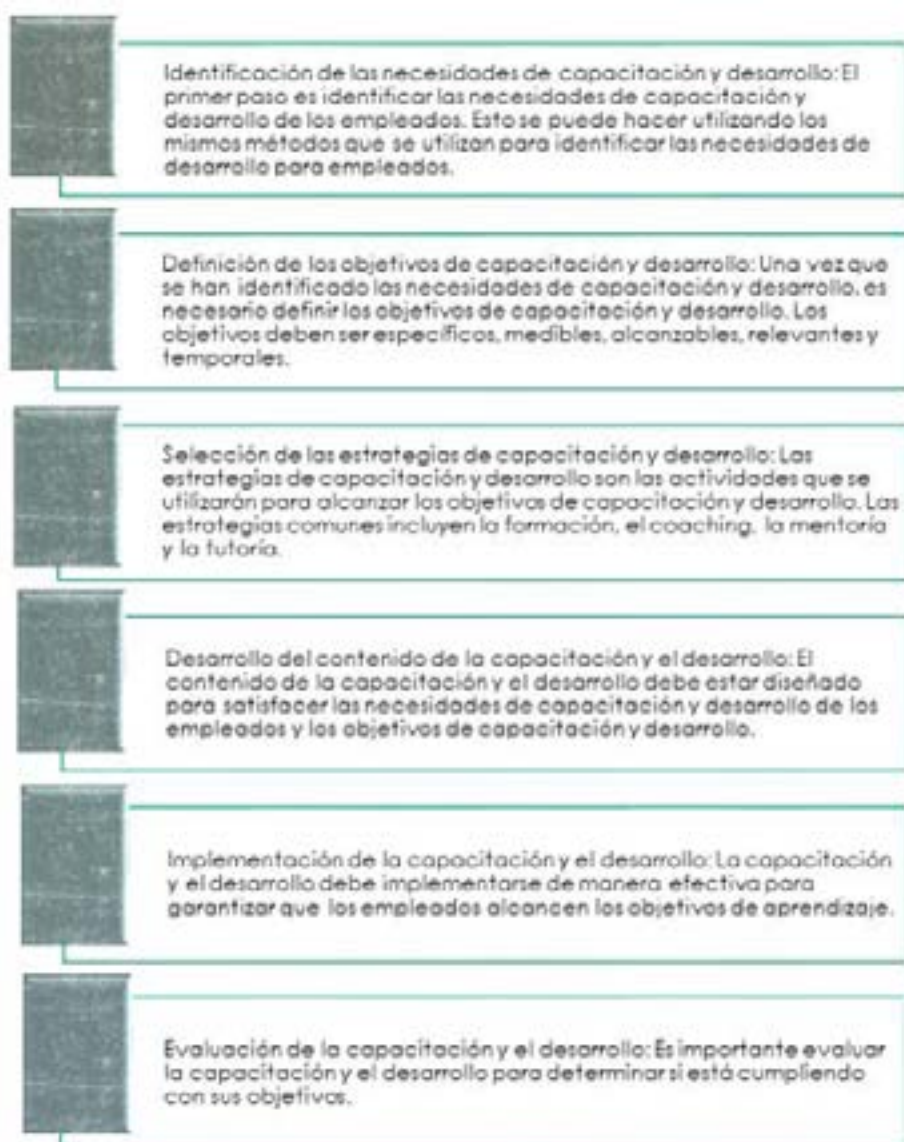 Identificación de las necesidades de capacitación y desarrollo: El
primer paso es identificar las necesidades de capacitación y
desarrollo de los empleados. Esto se puede hacer utilizando los
mismos métodos que se utilizan para identificar las necesidades de
desarrollo para empleados.
Definición de los objetivos de capacitación y desarrollo: Una vez que
se han identificado las necesidades de capacitación y desarrollo, es
necesario definir los objetivos de capacitación y desarrollo. Los
objetivos deben ser específicos, medibles, alcanzables, relevantes y
temporales.
Selección de las estrategias de capacitación y desarrollo: Las
estrategias de capacitación y desarrollo son las actividades que se
utilizarán para alcanzar los objetivos de capacitación y desarrollo. Las
estrategias comunes incluyen la formación, el coaching, la mentoría
y la tutoría.
Desarrollo del contenido de la capacitación y el desarrollo: El
contenido de la capacitación y el desarrollo debe estar diseñado
para satisfacer las necesidades de capacitación y desarrollo de los
empleados y los objetivos de capacitación y desarrollo.
Implementación de la capacitación y el desarrollo: La capacitación
y el desarrollo debe implementarse de manera efectiva para
garantizar que los empleados alcancen los objetivos de aprendizaje.
Evaluación de la capacitación y el desarrollo: Es importante evaluar
la capacitación y el desarrollo para determinar si está cumpliendo
con sus objetivos.